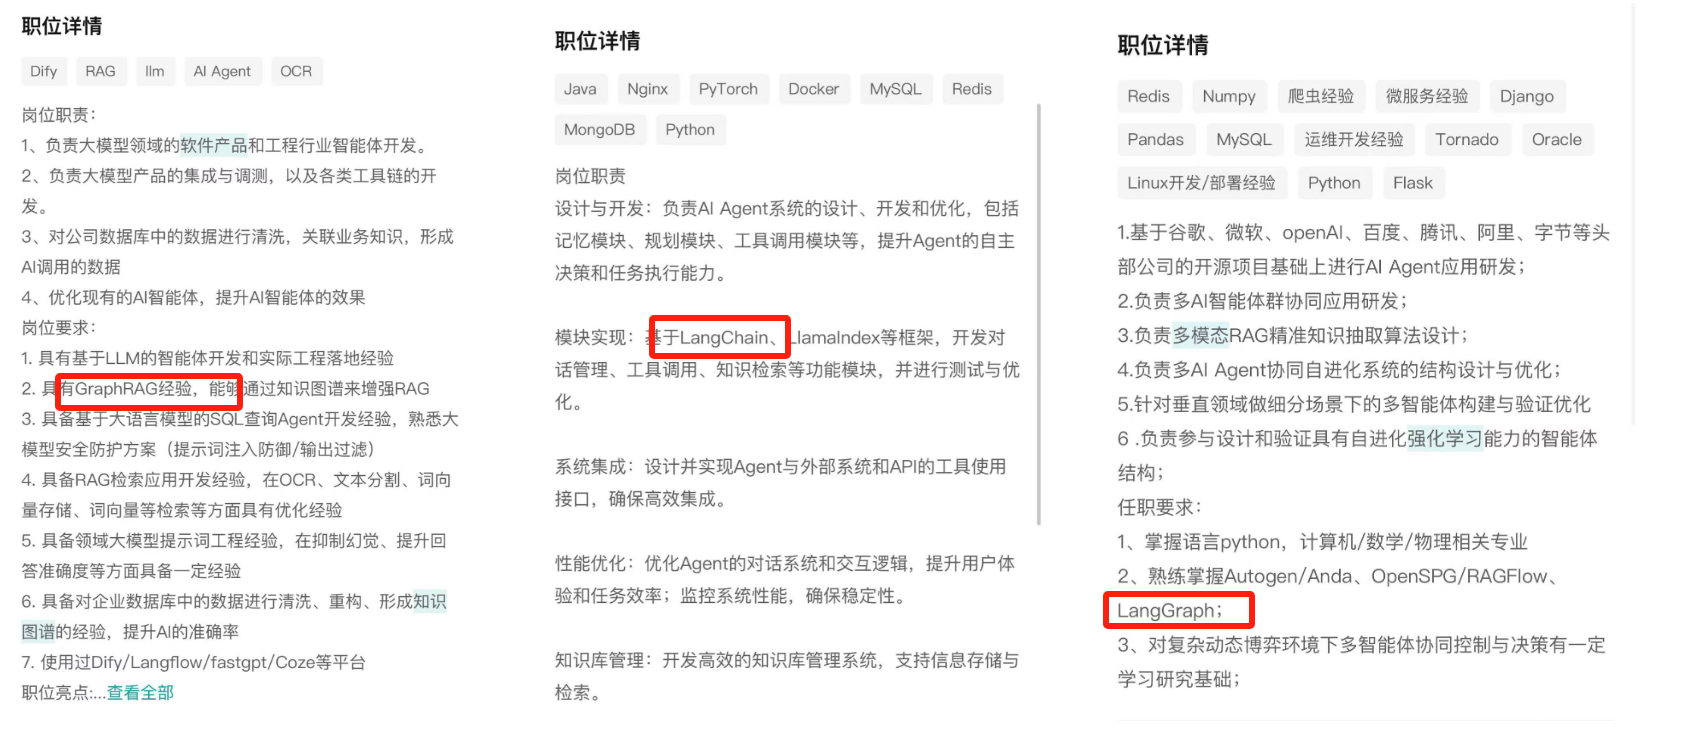 职位详情
Dify RAG llm AI Agent OCR
岗位职责：
1、负责大模型领域的软件产品和工程行业智能体开发。
2、负责大模型产品的集成与调测，以及各类工具链的开
发。
3、对公司数据库中的数据进行清洗，关联业务知识，形成
AI调用的数据
4、优化现有的AI智能体，提升AI智能体的效果
岗位要求：
1. 具有基于LLM的智能体开发和实际工程落地经验
2. 具有GraphRAG经验，能够通过知识图谱来增强RAG
3. 具备基于大语言模型的SQL查询Agent开发经验，熟悉大
模型安全防护方案（提示词注入防御/输出过滤）
4. 具备RAG检索应用开发经验，在OCR、文本分割、词向
量存储、词向量等检索等方面具有优化经验
5. 具备领域大模型提示词工程经验，在抑制幻觉、提升回
答准确度等方面具备一定经验
6. 具备对企业数据库中的数据进行清洗、重构、形成知识
图谱的经验，提升AI的准确率
7. 使用过Dify/Langflow/fastgpt/Coze等平台
职位亮点:...查看全部
职位详情
Java Nginx PyTorch Docker MySQL Redis
MongoDB Python
岗位职责
设计与开发：负责AI Agent系统的设计、开发和优化，包括
记忆模块、规划模块、工具调用模块等，提升Agent的自主
决策和任务执行能力。
模块实现：基于LangChain、LlamaIndex等框架，开发对
话管理、工具调用、知识检索等功能模块，并进行测试与优
化。
系统集成：设计并实现Agent与外部系统和API的工具使用
接口，确保高效集成。
性能优化：优化Agent的对话系统和交互逻辑，提升用户体
验和任务效率；监控系统性能，确保稳定性。
知识库管理：开发高效的知识库管理系统，支持信息存储与
检索。
职位详情
Redis Numpy 爬虫经验 微服务经验 Django
Pandas MySQL 运维开发经验 Tornado Oracle
Linux开发/部署经验 Python Flask
1.基于谷歌、微软、openAI、百度、腾讯、阿里、字节等头
部公司的开源项目基础上进行AI Agent应用研发；
2.负责多AI智能体群协同应用研发；
3.负责多模态RAG精准知识抽取算法设计；
4.负责多AI Agent协同自进化系统的结构设计与优化；
5.针对垂直领域做细分场景下的多智能体构建与验证优化
6 .负责参与设计和验证具有自进化强化学习能力的智能体
结构；
任职要求：
1、掌握语言python，计算机/数学/物理相关专业
2、熟练掌握Autogen/Anda、OpenSPG/RAGFlow、
LangGraph；
3、对复杂动态博弈环境下多智能体协同控制与决策有一定
学习研究基础；